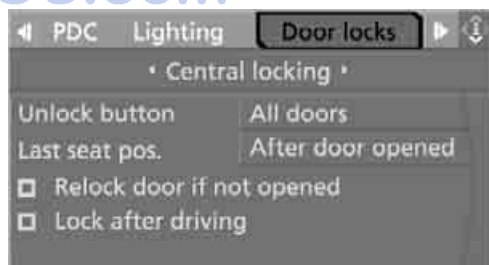 PDC Lighting Door locks
• Central locking •
Unlock button All doors
Last seat pos. After door opened
Relock door if not opened
Lock after driving